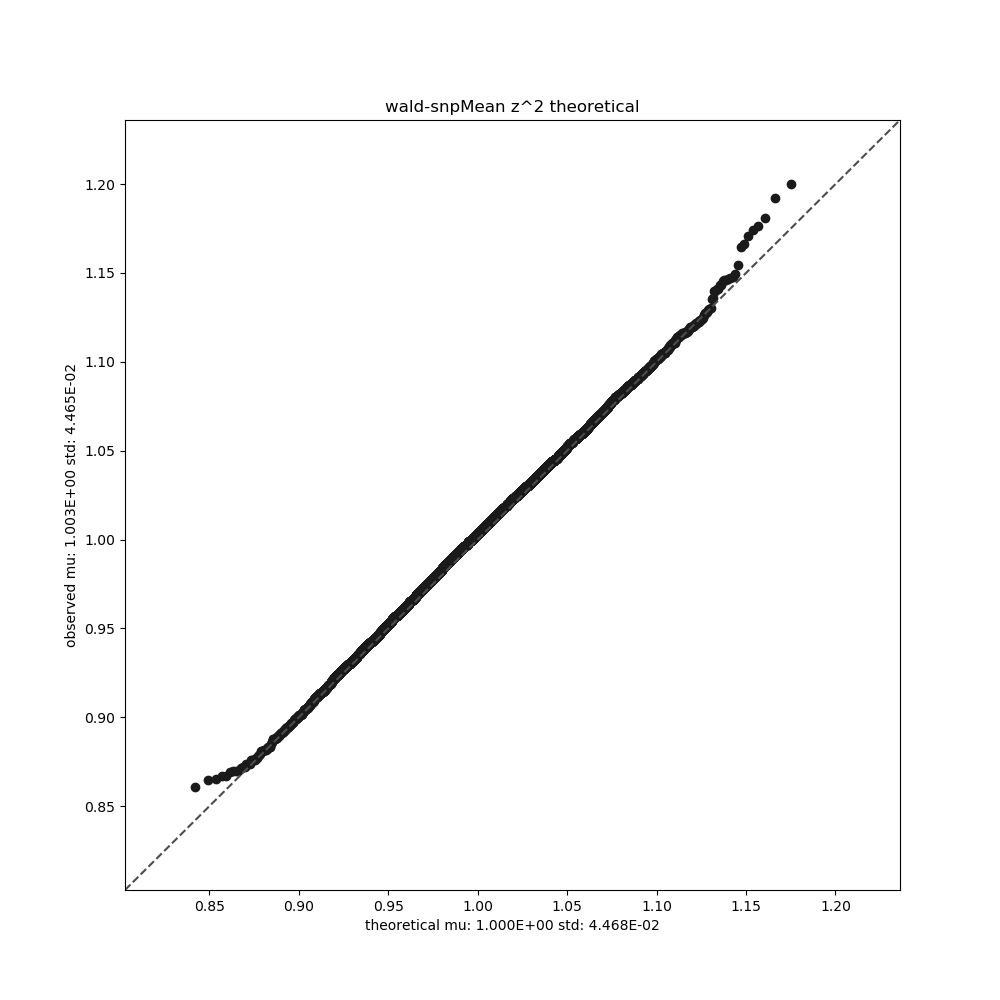 wald-snpMean z^2 theoretical
observed mu: 1.003E+00 std: 4.465E-02
1.20
1.15
1.10
1.05
1.00
0.95
0.90
0.85
0.85 0.90 0.95 1.00 1.05 1.10 1.15 1.20
theoretical mu: 1.000E+00 std: 4.468E-02